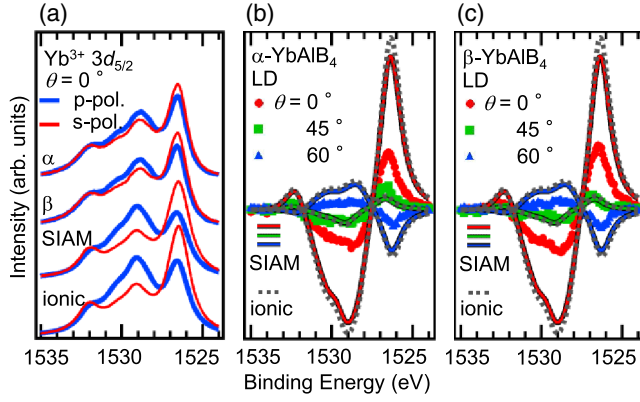 (a)
(b)
(c)
Yb3+ 3d5/2
θ = 0 °
p-pol.
s-pol.
α
β
SIAM
ionic
α-YbAlB4
LD
θ = 0 °
45 °
60 °
SIAM
ionic
β-YbAlB4
LD
θ = 0 °
45 °
60 °
SIAM
ionic
Intensity (arb. units)
1535 1530 1525
1535 1530 1525
1535 1530 1525
Binding Energy (eV)